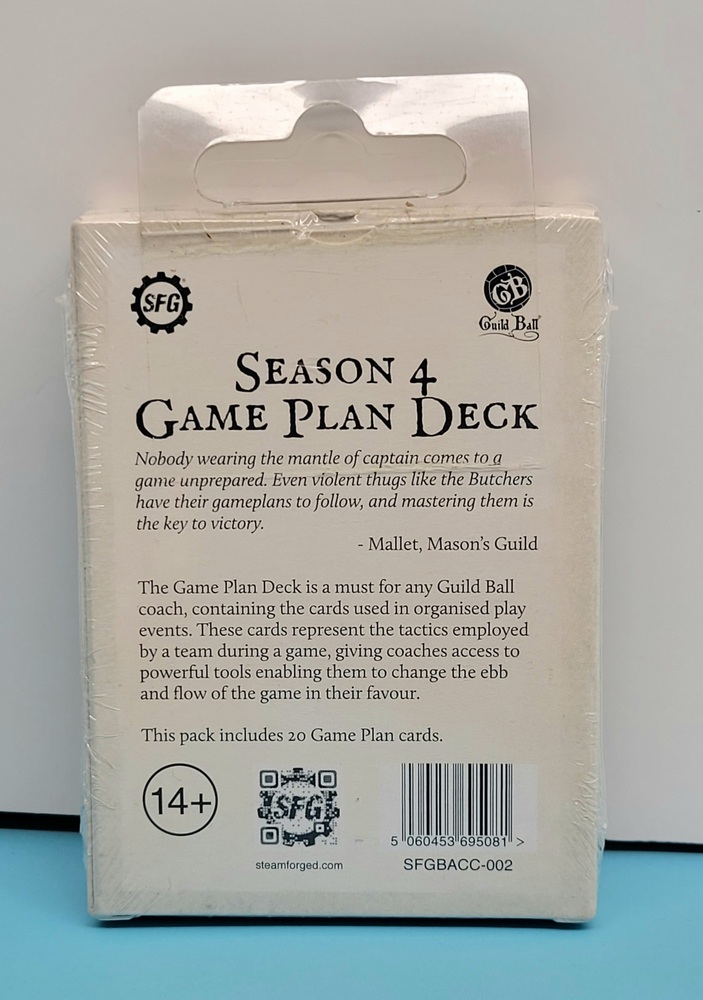 SFG
GB
Guild Ball
SEASON 4
GAME PLAN DECK
Nobody wearing the mantle of captain comes to a
game unprepared. Even violent thugs like the Butchers
have their gameplans to follow, and mastering them is
the key to victory.
- Mallet, Mason's Guild
The Game Plan Deck is a must for any Guild Ball
coach, containing the cards used in organised play
events. These cards represent the tactics employed
by a team during a game, giving coaches access to
powerful tools enabling them to change the ebb
and flow of the game in their favour.
This pack includes 20 Game Plan cards.
14+
SFG
steamforged.com
5 060453 695081 >
SFGBACC-002